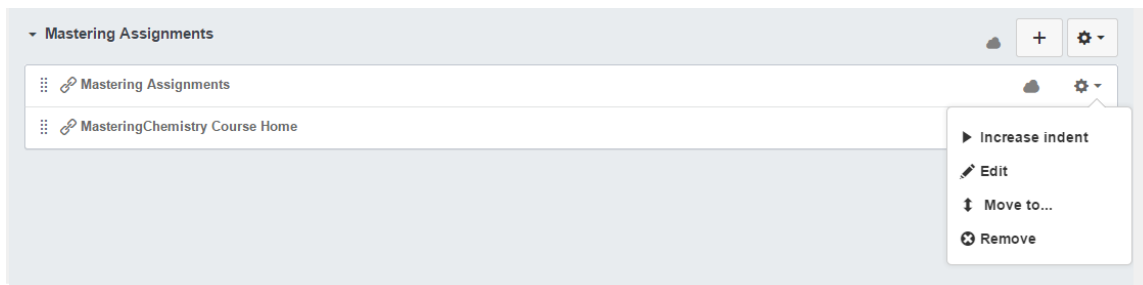 Mastering Assignments
Mastering Assignments
MasteringChemistry Course Home
Increase indent
Edit
Move to...
Remove